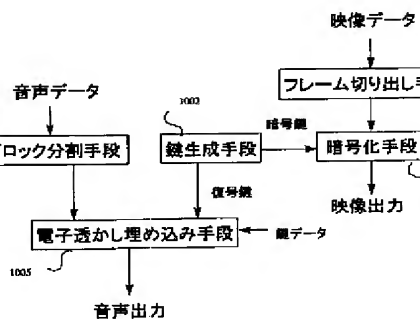 映像データ
フレーム切り出し手
音声データ
1002
暗号鍵
ロック分割手段
鍵生成手段
暗号化手段
復号鍵
映像出力
電子透かし埋め込み手段
鍵データ
1005
音声出力